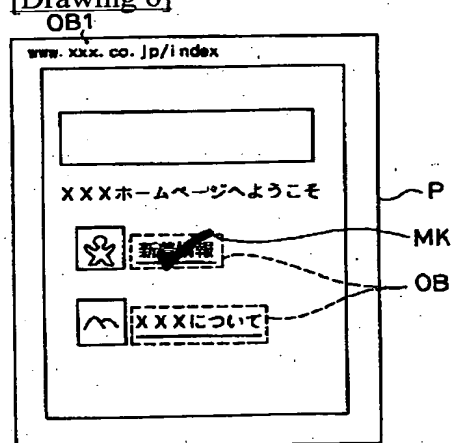 [Drawing 6]
OB1
www.xxx.co.jp/index
XXXホームページへようこそ
P
MK
新着情報
OB
XXXについて